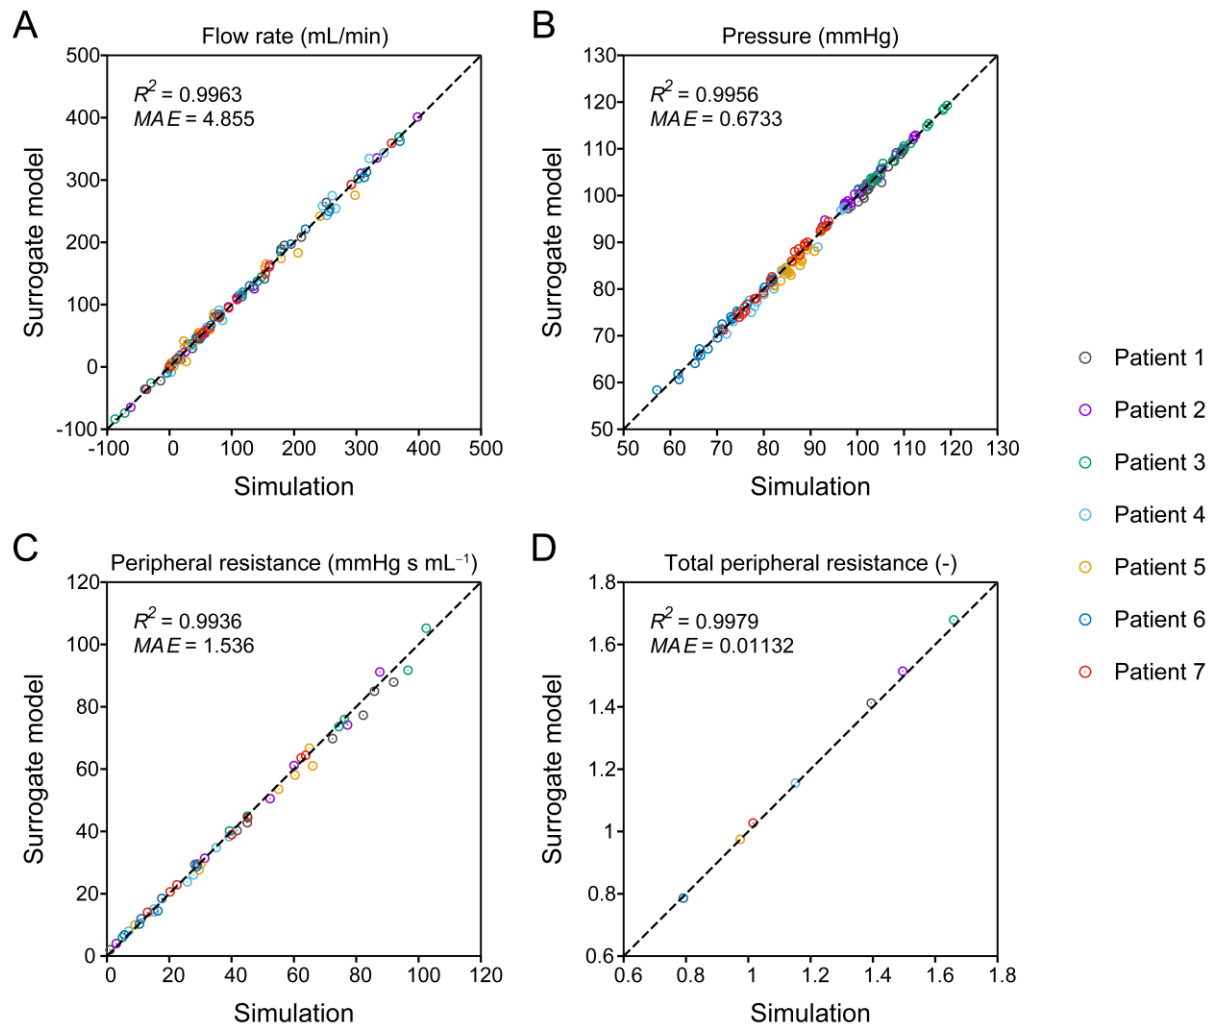 A
Flow rate (mL/min)
500
400
300
200
100
0
-100
-100 0 100 200 300 400 500
R² = 0.9963
MAE = 4.855
Surrogate model
Simulation
B
Pressure (mmHg)
130
120
110
100
90
80
70
60
50
50 60 70 80 90 100 110 120 130
R² = 0.9956
MAE = 0.6733
Surrogate model
Simulation
Patient 1
Patient 2
Patient 3
Patient 4
Patient 5
Patient 6
Patient 7
C
Peripheral resistance (mmHg s mL⁻¹)
120
100
80
60
40
20
0
0 20 40 60 80 100 120
R² = 0.9936
MAE = 1.536
Surrogate model
Simulation
D
Total peripheral resistance (-)
1.8
1.6
1.4
1.2
1
0.8
0.6
0.6 0.8 1 1.2 1.4 1.6 1.8
R² = 0.9979
MAE = 0.01132
Surrogate model
Simulation